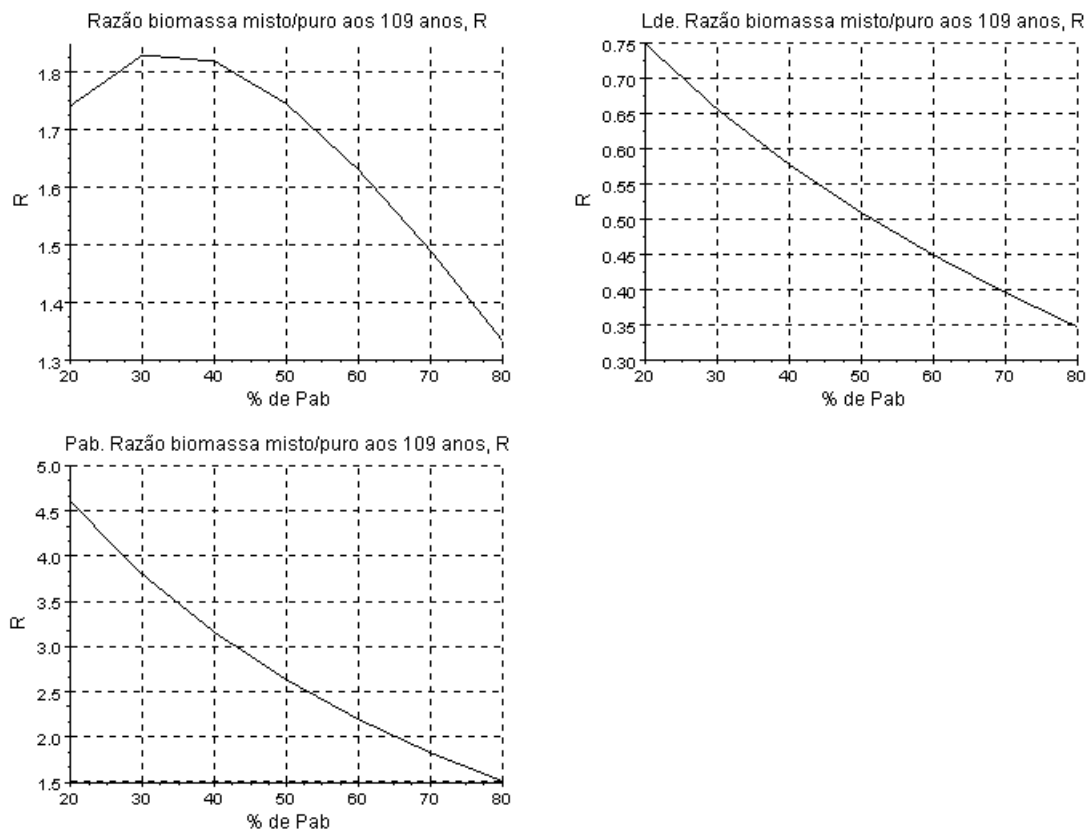 Razão biomassa misto/puro aos 109 anos, R
1.8
1.7
1.6
1.5
1.4
1.3
R
20 30 40 50 60 70 80
% de Pab
Lde. Razão biomassa misto/puro aos 109 anos, R
0.75
0.70
0.65
0.60
0.55
0.50
0.45
0.40
0.35
0.30
R
20 30 40 50 60 70 80
% de Pab
Pab. Razão biomassa misto/puro aos 109 anos, R
5.0
4.5
4.0
3.5
3.0
2.5
2.0
1.5
R
20 30 40 50 60 70 80
% de Pab